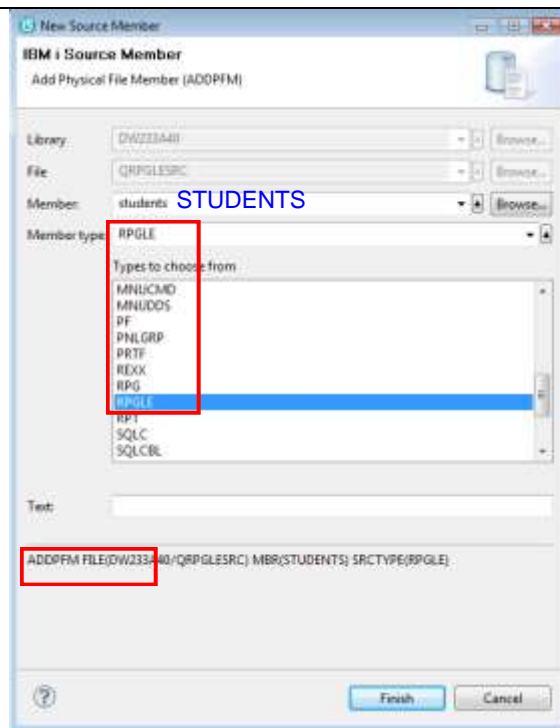 New Source Member
IBM i Source Member
Add Physical File Member (ADDPFM)
Library DW233A40 Browse...
File QRPGLESRC Browse...
Member: students STUDENTS Browse...
Member type: RPGLE
Types to choose from
MNUCMD
MNUDDS
PF
PNLGRP
PRTF
REXX
RPG
RPGLE
RPT
SQLC
SQLCBL
Text:
ADDPFM FILE(DW233A40/QRPGLESRC) MBR(STUDENTS) SRCTYPE(RPGLE)
Finish Cancel